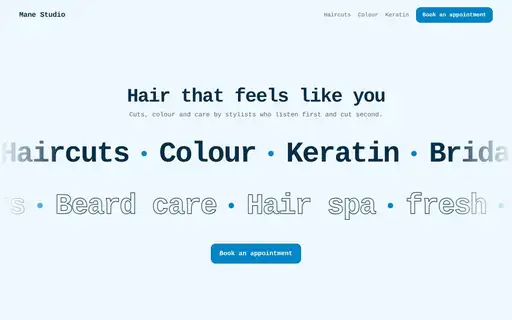 Mane Studio
Haircuts Colour Keratin Book an appointment
Hair that feels like you
Cuts, colour and care by stylists who listen first and cut second.
Haircuts • Colour • Keratin • Brida
s • Beard care • Hair spa • fresh •
Book an appointment